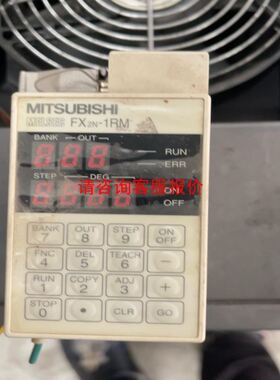 MITSUBISHI
MELSEC FX2N-1RM
BANK OUT
888 RUN
ERR
STEP DEG
请咨询客服报价
ON
OFF
BANK 7 OUT 8 STEP 9 ON OFF
FNC 4 DEL 5 TEACH 6 −
RUN 1 COPY 2 ADJ 3 +
STOP 0 • CLR GO